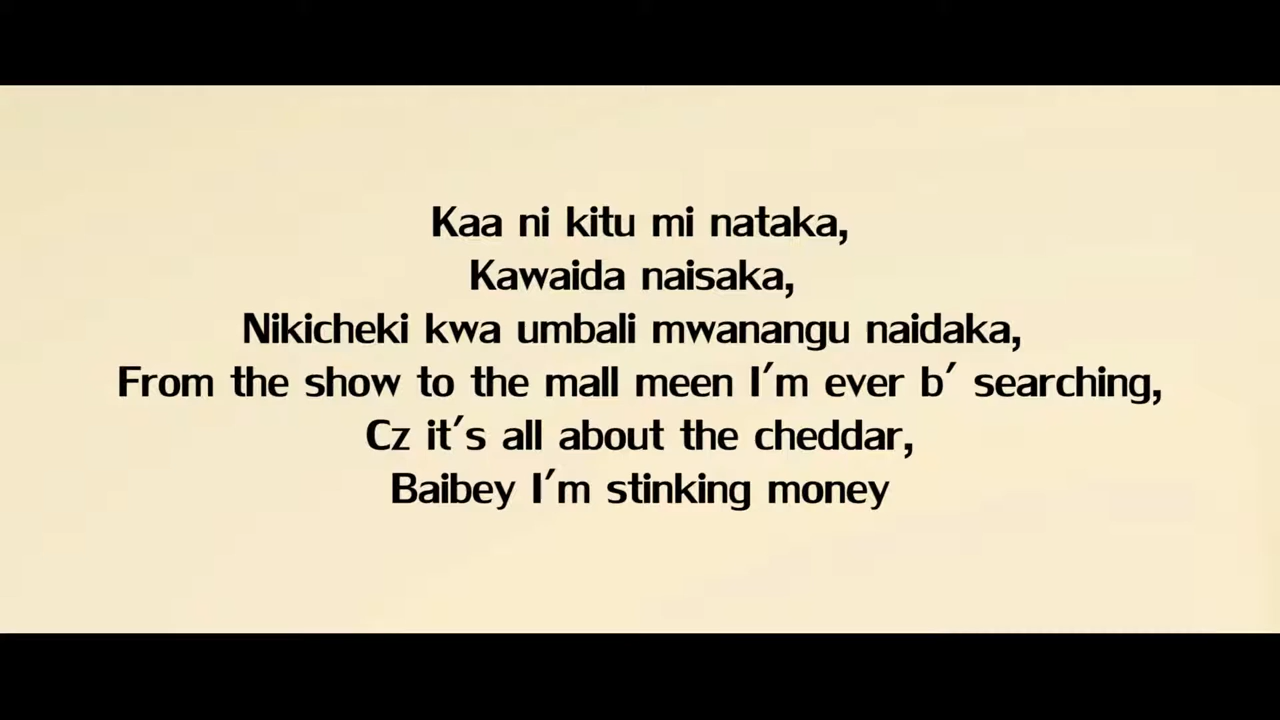 Kaa ni kitu mi nataka,
Kawaida naisaka,
Nikicheki kwa umbali mwanangu naidaka,
From the show to the mall meen I'm ever b' searching,
Cz it's all about the cheddar,
Baibey I'm stinking money